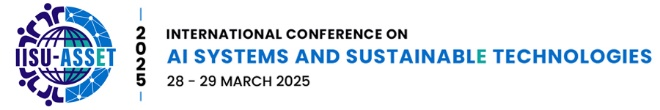 IISU-ASSET
2025
INTERNATIONAL CONFERENCE ON
AI SYSTEMS AND SUSTAINABLE TECHNOLOGIES
28 - 29 MARCH 2025